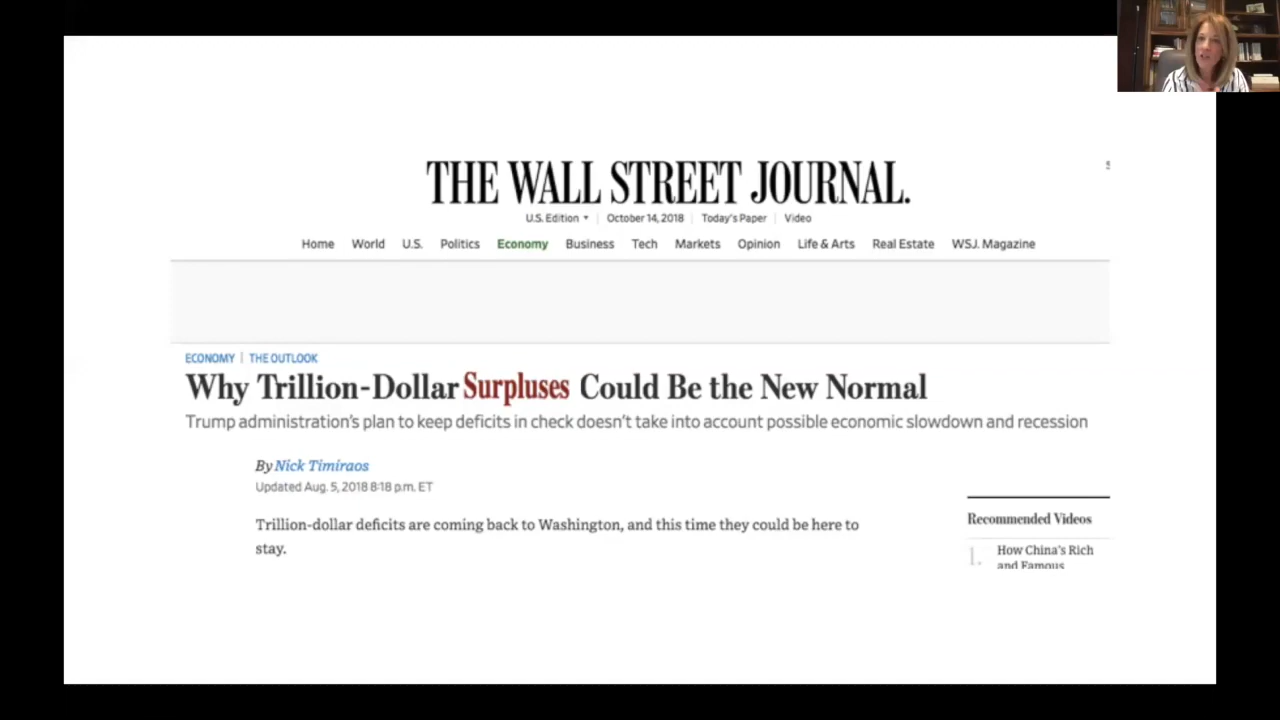 THE WALL STREET JOURNAL.
U.S. Edition ▾ | October 14, 2018 | Today's Paper | Video
Home World U.S. Politics Economy Business Tech Markets Opinion Life & Arts Real Estate WSJ. Magazine
ECONOMY | THE OUTLOOK
Why Trillion-Dollar Surpluses Could Be the New Normal
Trump administration's plan to keep deficits in check doesn't take into account possible economic slowdown and recession
By Nick Timiraos
Updated Aug. 5, 2018 8:18 p.m. ET
Trillion-dollar deficits are coming back to Washington, and this time they could be here to
stay.
Recommended Videos
1. How China's Rich
and Famous